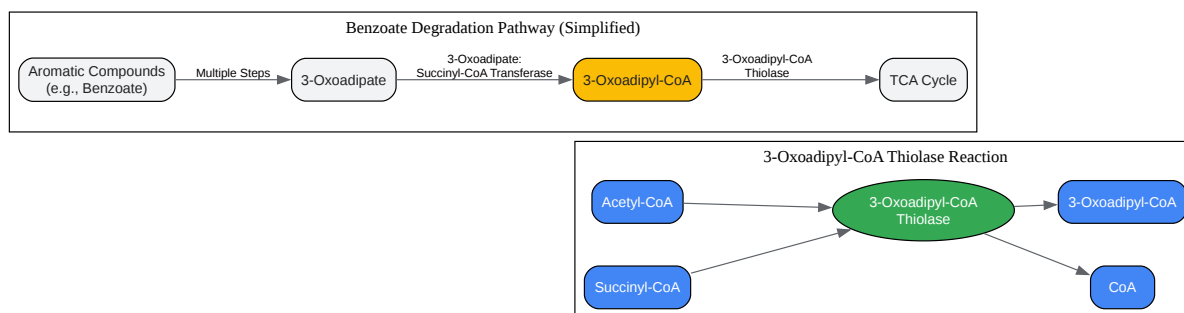 Benzoate Degradation Pathway (Simplified)
Aromatic Compounds
(e.g., Benzoate)
Multiple Steps
3-Oxoadipate
3-Oxoadipate:
Succinyl-CoA Transferase
3-Oxoadipyl-CoA
3-Oxoadipyl-CoA
Thiolase
TCA Cycle
3-Oxoadipyl-CoA Thiolase Reaction
Acetyl-CoA
Succinyl-CoA
3-Oxoadipyl-CoA
Thiolase
3-Oxoadipyl-CoA
CoA